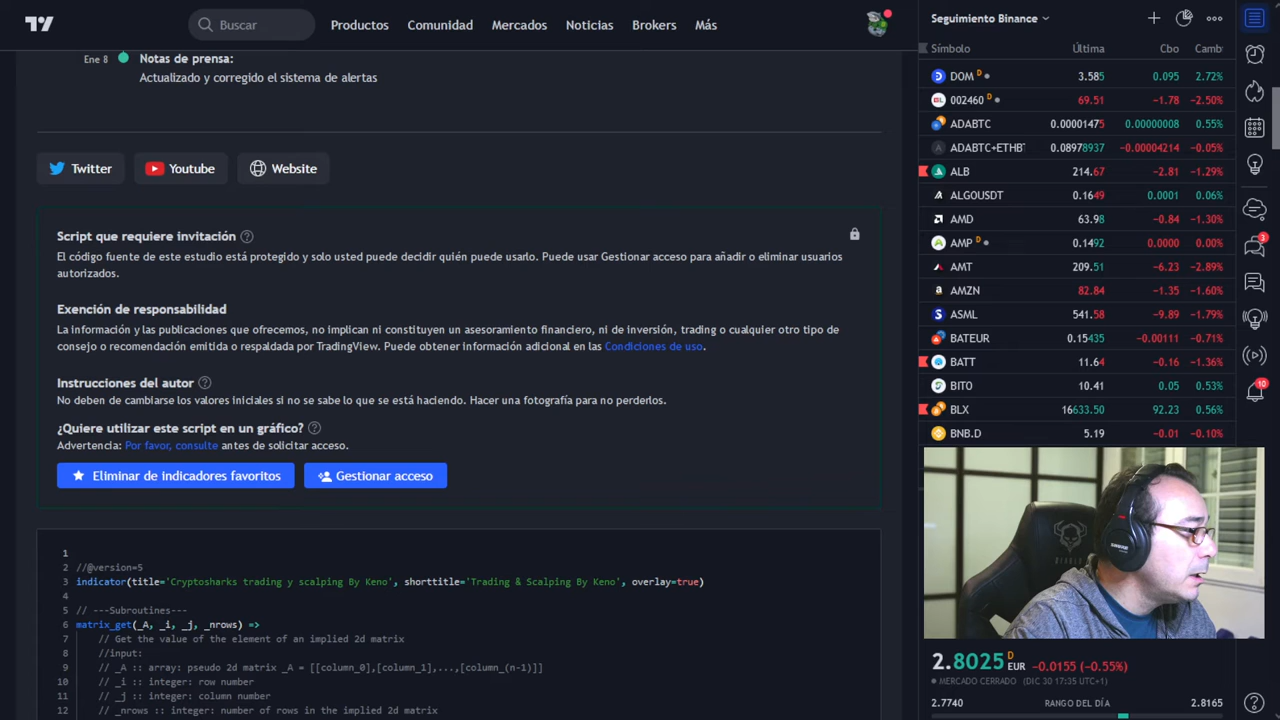 Buscar
Productos
Comunidad
Mercados
Noticias
Brokers
Más
Ene 8
Notas de prensa:
Actualizado y corregido el sistema de alertas
Twitter
Youtube
Website
Script que requiere invitación
El código fuente de este estudio está protegido y solo usted puede decidir quién puede usarlo. Puede usar Gestionar acceso para añadir o eliminar usuarios
autorizados.
Exención de responsabilidad
La información y las publicaciones que ofrecemos, no implican ni constituyen un asesoramiento financiero, ni de inversión, trading o cualquier otro tipo de
consejo o recomendación emitida o respaldada por TradingView. Puede obtener información adicional en las Condiciones de uso.
Instrucciones del autor
No deben de cambiarse los valores iniciales si no se sabe lo que se está haciendo. Hacer una fotografía para no perderlos.
¿Quiere utilizar este script en un gráfico?
Advertencia: Por favor, consulte antes de solicitar acceso.
Eliminar de indicadores favoritos
Gestionar acceso
1
2 //@version=5
3 indicator(title='Cryptosharks trading y scalping By Keno', shorttitle='Trading & Scalping By Keno', overlay=true)
4
5 // ---Subroutines---
6 matrix_get(_A, _i, _j, _nrows) =>
7 // Get the value of the element of an implied 2d matrix
8 //input:
9 // _A :: array: pseudo 2d matrix _A = [[column_0],[column_1],...,[column_(n-1)]]
10 // _i :: integer: row number
11 // _j :: integer: column number
12 // _nrows :: integer: number of rows in the implied 2d matrix
Seguimiento Binance
Símbolo Última Cbo Camb
DOM D 3.585 0.095 2.72%
002460 D 69.51 −1.78 −2.50%
ADABTC 0.00001475 0.00000008 0.55%
ADABTC+ETHBT 0.08978937 −0.00004214 −0.05%
ALB 214.67 −2.81 −1.29%
ALGOUSDT 0.1649 0.0001 0.06%
AMD 63.98 −0.84 −1.30%
AMP D 0.1492 0.0000 0.00%
AMT 209.51 −6.23 −2.89%
AMZN 82.84 −1.35 −1.60%
ASML 541.58 −9.89 −1.79%
BATEUR 0.15435 −0.00111 −0.71%
BATT 11.64 −0.16 −1.36%
BITO 10.41 0.05 0.53%
BLX 16633.50 92.23 0.56%
BNB.D 5.19 −0.01 −0.10%
2.8025 D EUR −0.0155 (−0.55%)
MERCADO CERRADO (DIC 30 17:35 UTC+1)
2.7740 RANGO DEL DÍA 2.8165
3
10